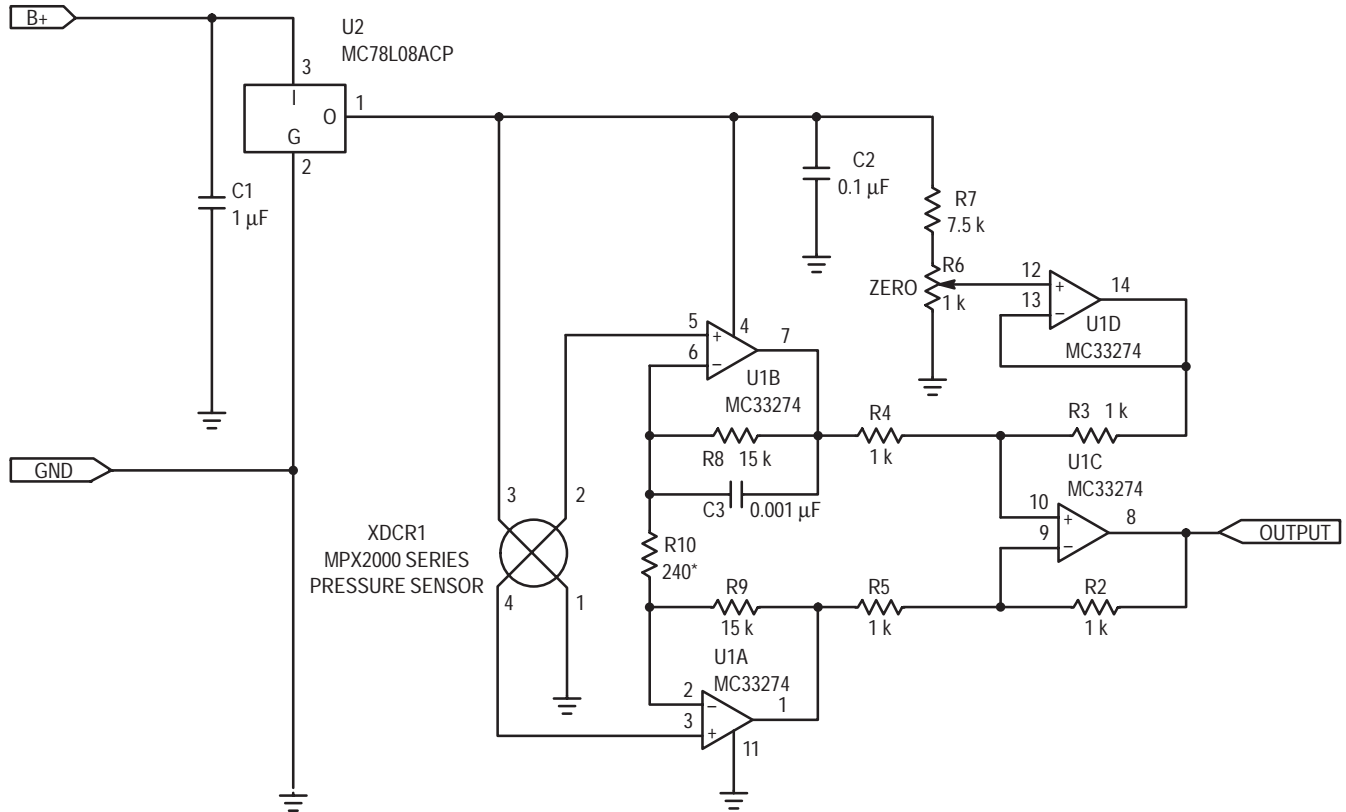 B+
U2
MC78L08ACP
3
I
O
1
G
2
C1
1 µF
C2
0.1 µF
R7
7.5 k
R6
ZERO
1 k
12
+
14
13
–
U1D
MC33274
5
+
4
7
6
–
U1B
MC33274
R8 15 k
C3 0.001 µF
R4
1 k
R3 1 k
U1C
MC33274
10
+
8
9
–
OUTPUT
GND
3
2
XDCR1
MPX2000 SERIES
PRESSURE SENSOR
4
1
R10
240*
R9
15 k
R5
1 k
R2
1 k
U1A
MC33274
2
–
1
3
+
11